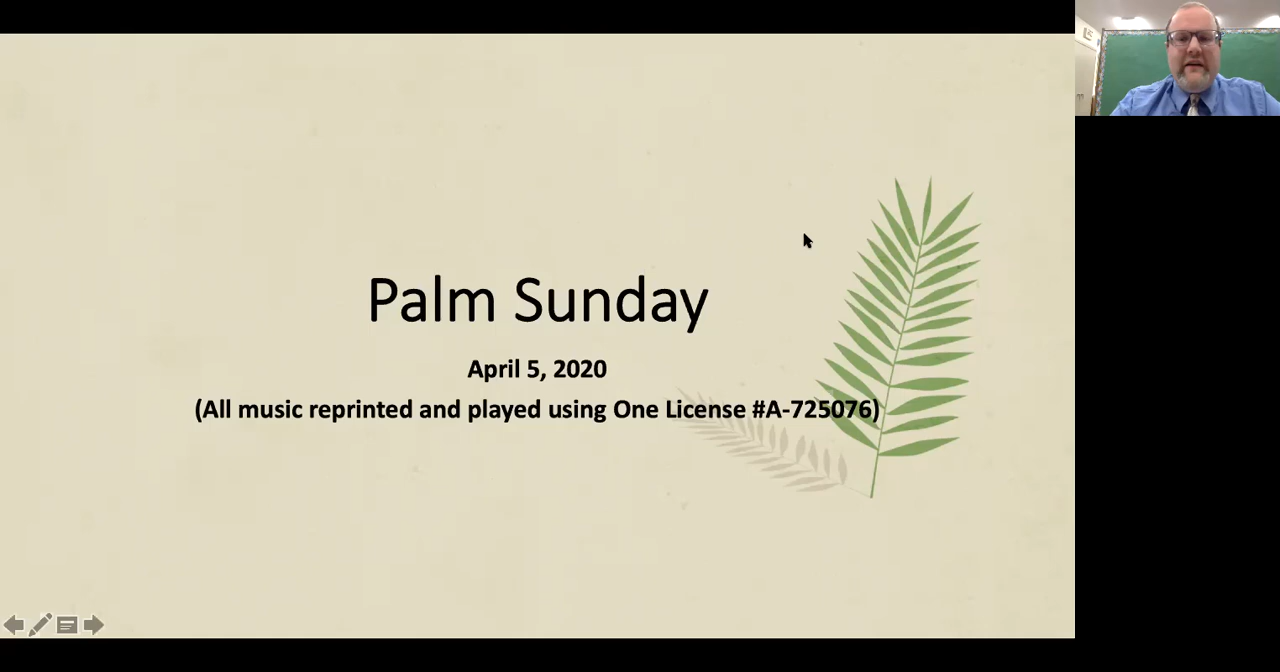 Palm Sunday
April 5, 2020
(All music reprinted and played using One License #A-725076)